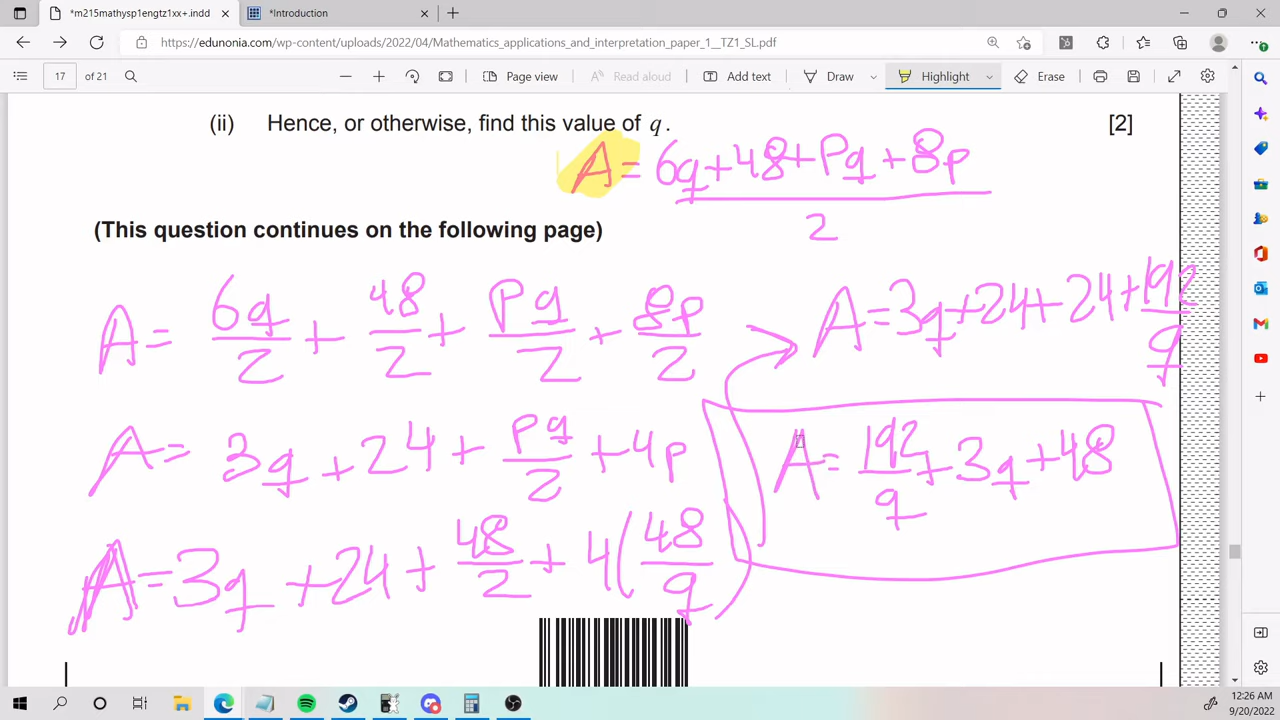 *m215mathysp1engtz1xx+.indd
*Introduction
https://edunonia.com/wp-content/uploads/2022/04/Mathematics_applications_and_interpretation_paper_1__TZ1_SL.pdf
17 of 21
Page view
Read aloud
Add text
Draw
Highlight
Erase
(ii) Hence, or otherwise, find this value of q. [2]
A = 6q+48+Pq+8p
2
(This question continues on the following page)
A = 6q/2 + 48/2 + Pq/2 + 8p/2
A = 3q+24+24+192/q
A = 3q+24+pq/2+4p
A = 192/q + 3q+48
A = 3q+24+48/2+4(48/q
12:26 AM
9/20/2022